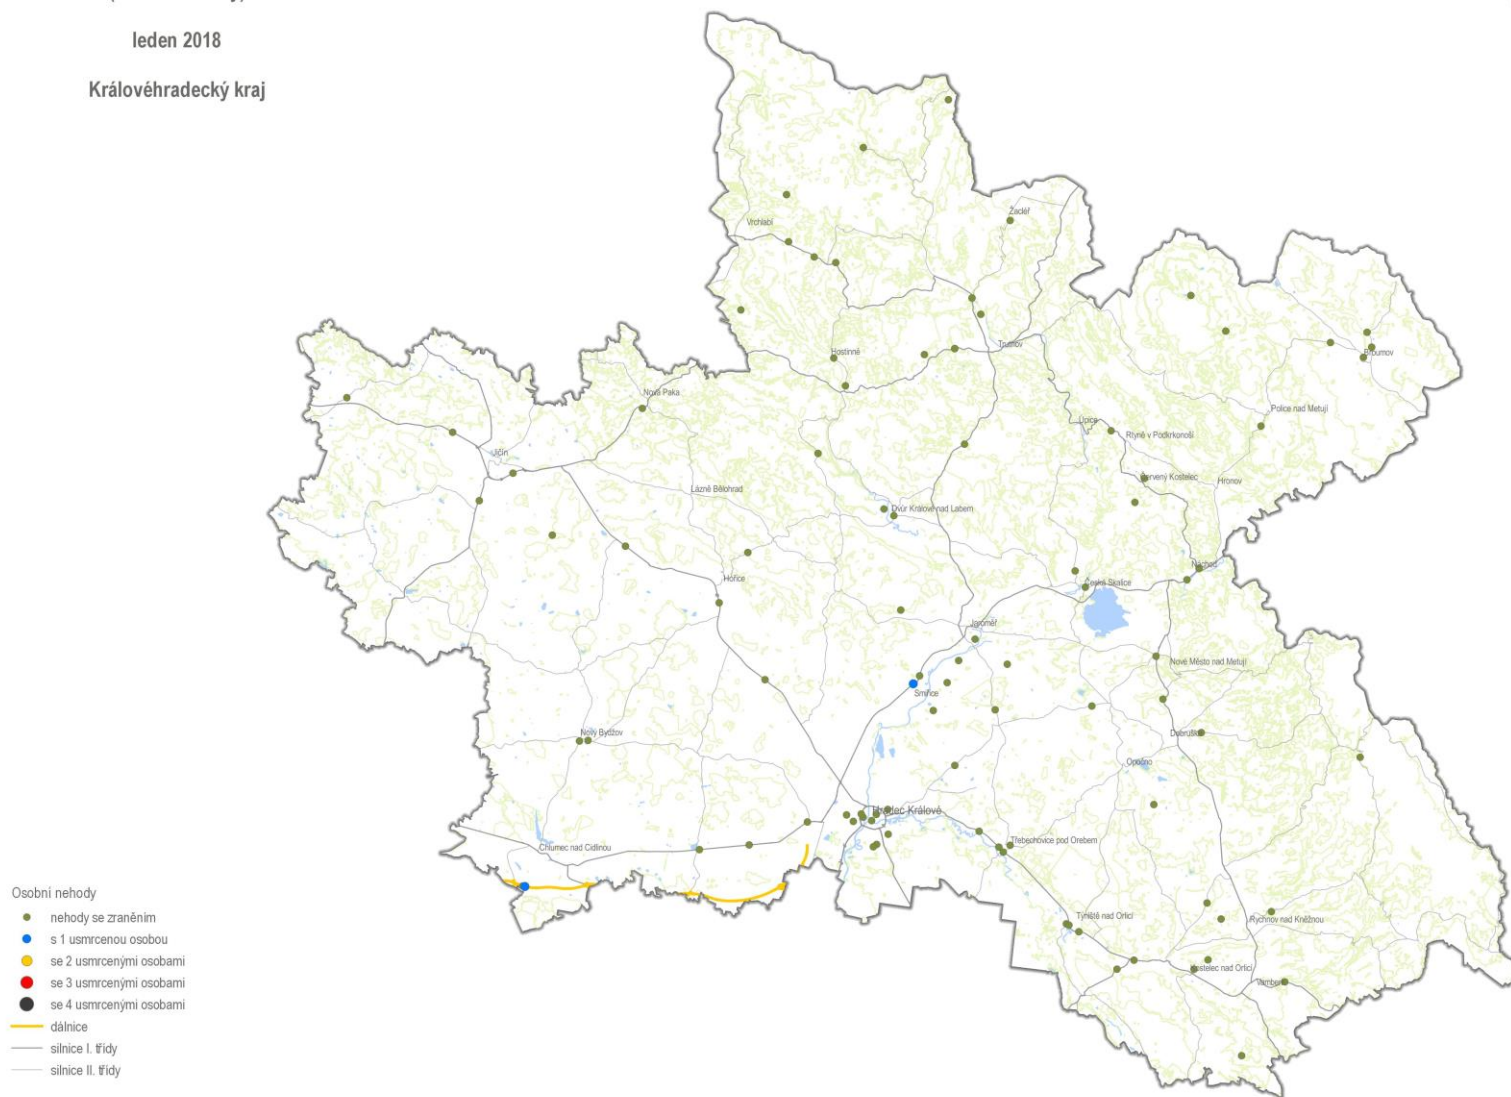 leden 2018
Královéhradecký kraj
Žacléř
Vrchlabí
Trutnov
Hostinné
Broumov
Nová Paka
Police nad Metují
Úpice
Rtyně v Podkrkonoší
Jičín
Červený Kostelec
Hronov
Lázně Bělohrad
Dvůr Králové nad Labem
Náchod
Hořice
Česká Skalice
Jaroměř
Nové Město nad Metují
Smiřice
Nový Bydžov
Dobruška
Opočno
Hradec Králové
Třebechovice pod Orebem
Chlumec nad Cidlinou
Týniště nad Orlicí
Rychnov nad Kněžnou
Kostelec nad Orlicí
Vamberk
Osobní nehody
nehody se zraněním
s 1 usmrcenou osobou
se 2 usmrcenými osobami
se 3 usmrcenými osobami
se 4 usmrcenými osobami
dálnice
silnice I. třídy
silnice II. třídy